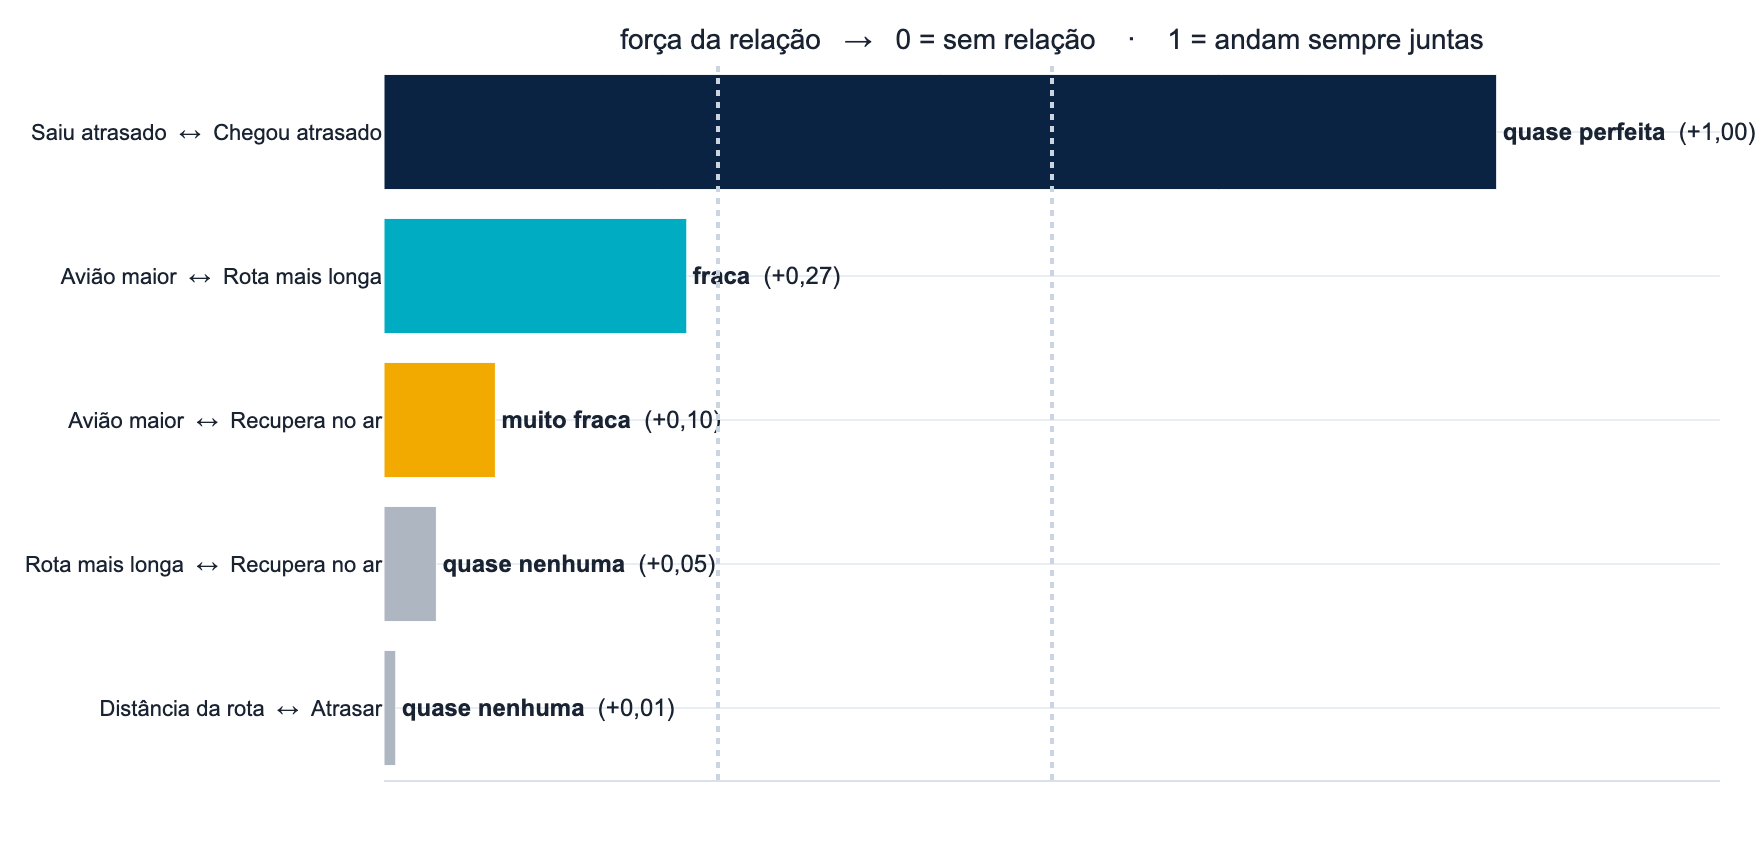 força da relação → 0 = sem relação · 1 = andam sempre juntas
Saiu atrasado ↔ Chegou atrasado quase perfeita (+1,00)
Avião maior ↔ Rota mais longa fraca (+0,27)
Avião maior ↔ Recupera no ar muito fraca (+0,10)
Rota mais longa ↔ Recupera no ar quase nenhuma (+0,05)
Distância da rota ↔ Atrasar quase nenhuma (+0,01)